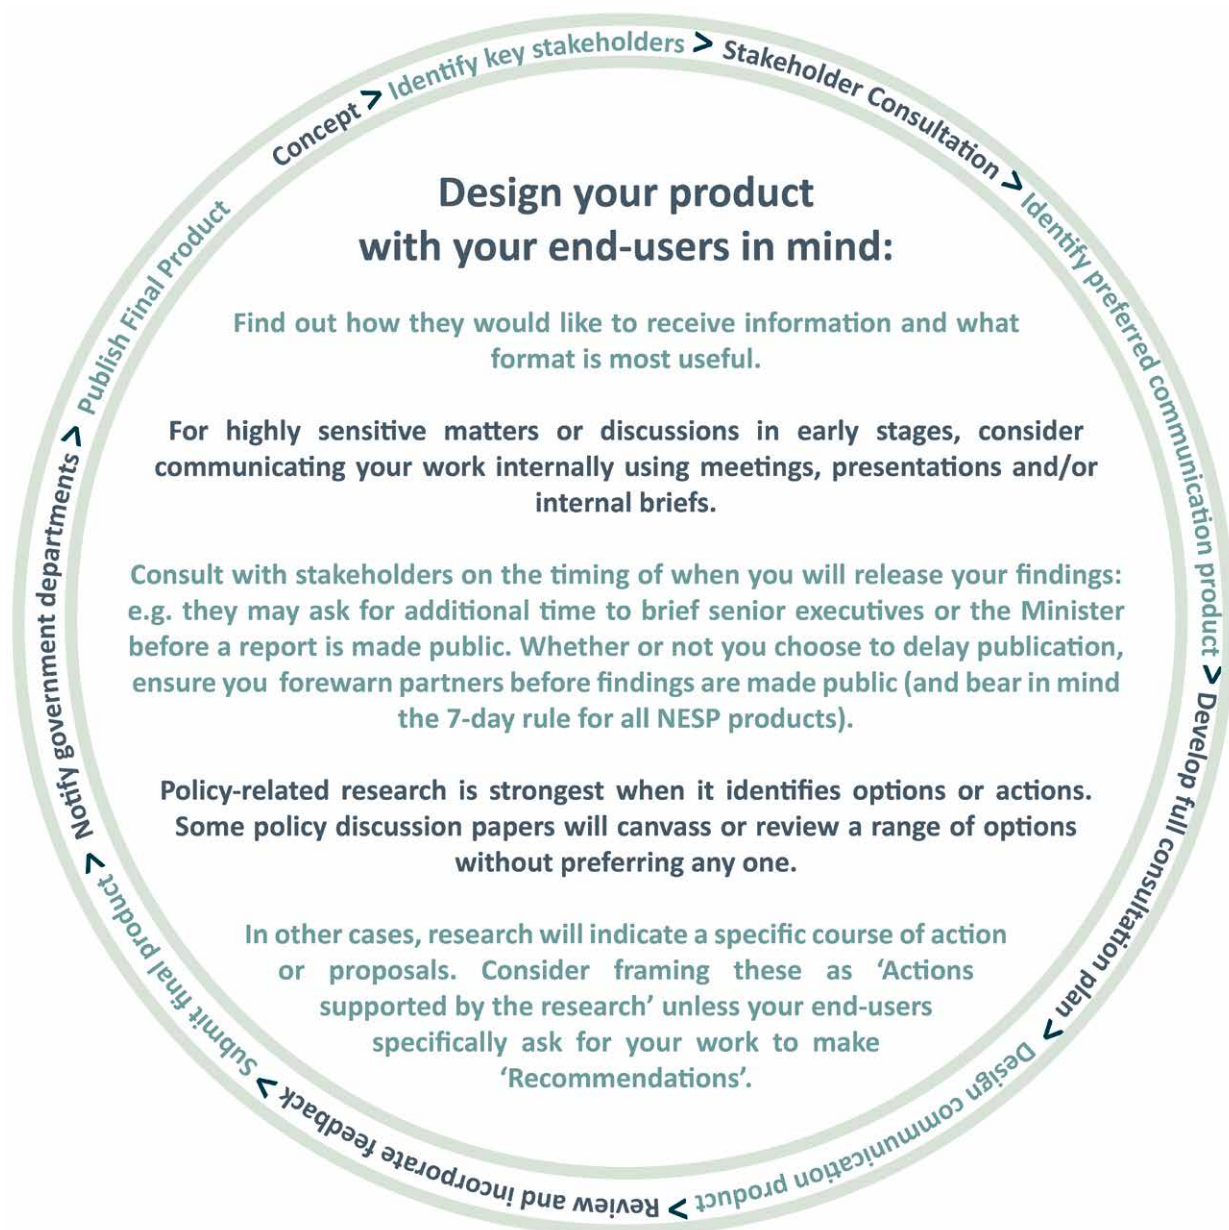 Concept > Identify key stakeholders > Stakeholder Consultation > Identify preferred communication product > Develop full consultation plan > Design communication product > Review and incorporate feedback > Submit final product > Notify government departments > Publish Final Product
Design your product
with your end-users in mind:
Find out how they would like to receive information and what
format is most useful.
For highly sensitive matters or discussions in early stages, consider
communicating your work internally using meetings, presentations and/or
internal briefs.
Consult with stakeholders on the timing of when you will release your findings:
e.g. they may ask for additional time to brief senior executives or the Minister
before a report is made public. Whether or not you choose to delay publication,
ensure you forewarn partners before findings are made public (and bear in mind
the 7-day rule for all NESP products).
Policy-related research is strongest when it identifies options or actions.
Some policy discussion papers will canvass or review a range of options
without preferring any one.
In other cases, research will indicate a specific course of action
or proposals. Consider framing these as ‘Actions
supported by the research’ unless your end-users
specifically ask for your work to make
‘Recommendations’.